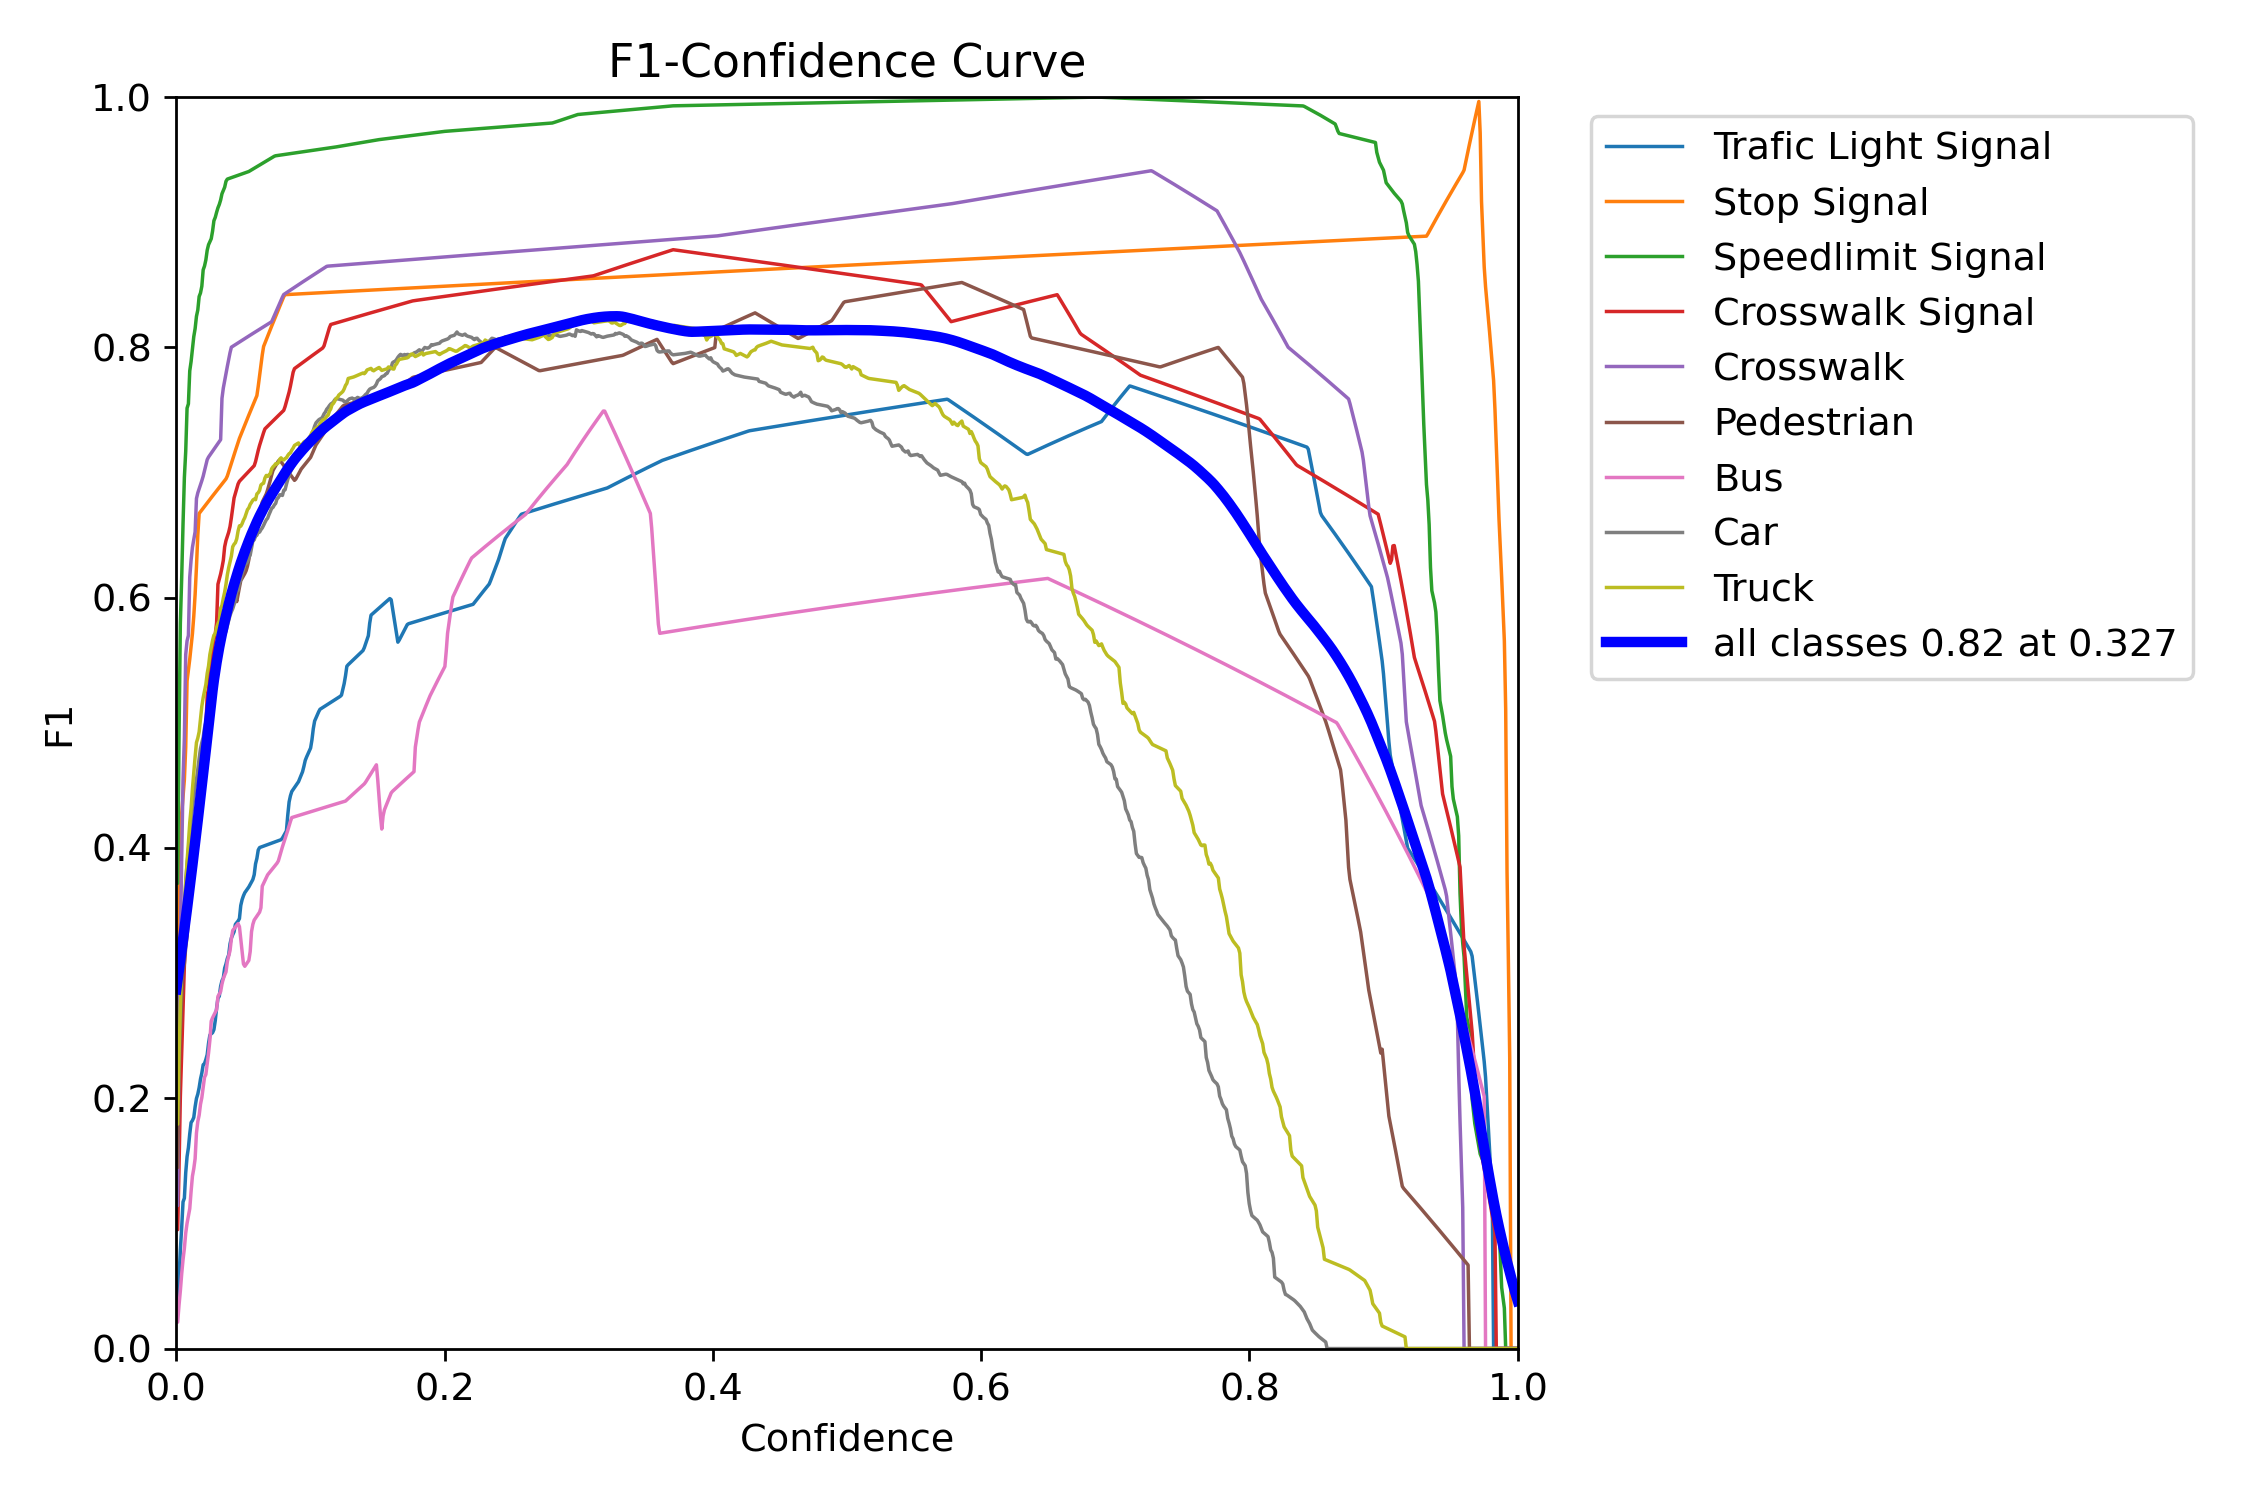 F1-Confidence Curve
1.0
0.8
0.6
0.4
0.2
0.0
F1
0.0 0.2 0.4 0.6 0.8 1.0
Confidence
Trafic Light Signal
Stop Signal
Speedlimit Signal
Crosswalk Signal
Crosswalk
Pedestrian
Bus
Car
Truck
all classes 0.82 at 0.327